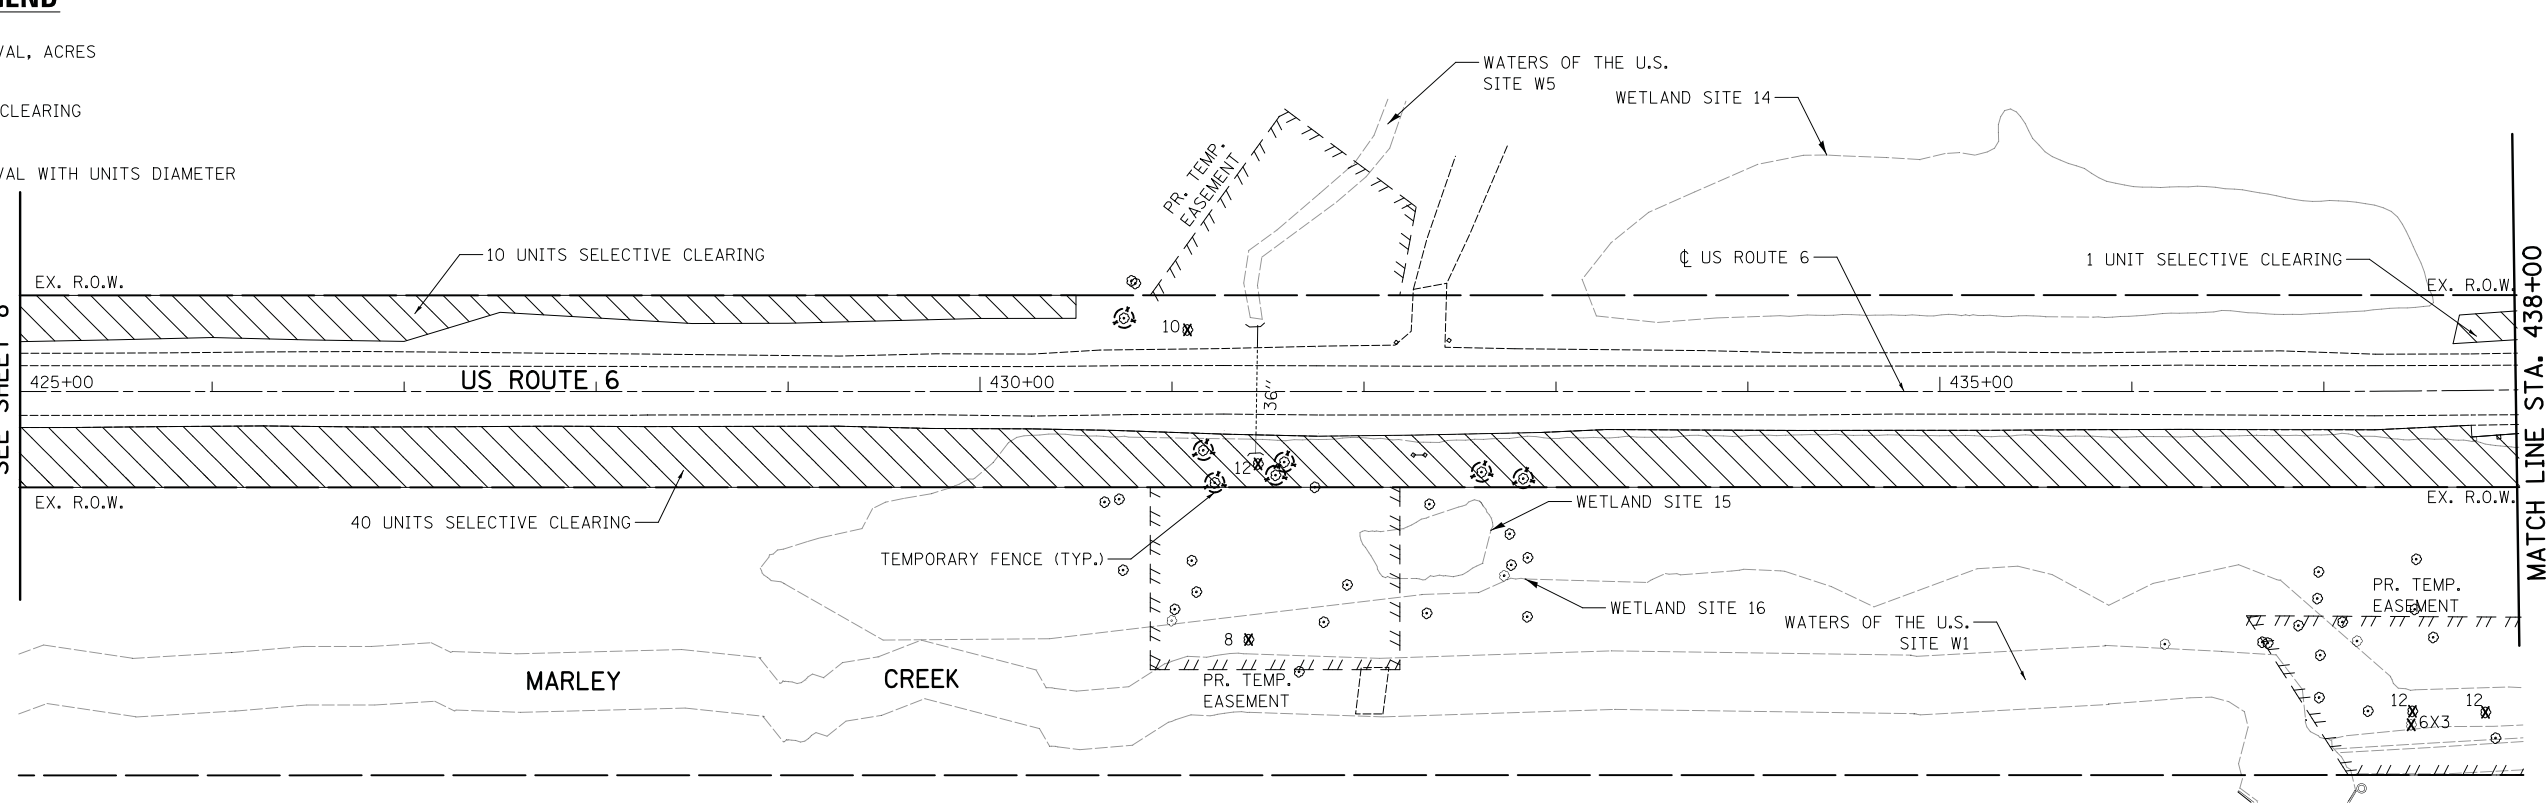 VAL, ACRES
CLEARING
VAL WITH UNITS DIAMETER
WATERS OF THE U.S.
SITE W5
WETLAND SITE 14
PR. TEMP.
EASEMENT
10 UNITS SELECTIVE CLEARING
℄ US ROUTE 6
1 UNIT SELECTIVE CLEARING
EX. R.O.W.
EX. R.O.W.
10
425+00
US ROUTE 6
430+00
36"
435+00
MATCH LINE STA. 438+00
12
EX. R.O.W.
EX. R.O.W.
40 UNITS SELECTIVE CLEARING
WETLAND SITE 15
TEMPORARY FENCE (TYP.)
WETLAND SITE 16
PR. TEMP.
EASEMENT
WATERS OF THE U.S.
SITE W1
8
MARLEY
CREEK
PR. TEMP.
EASEMENT
12
12
6X3